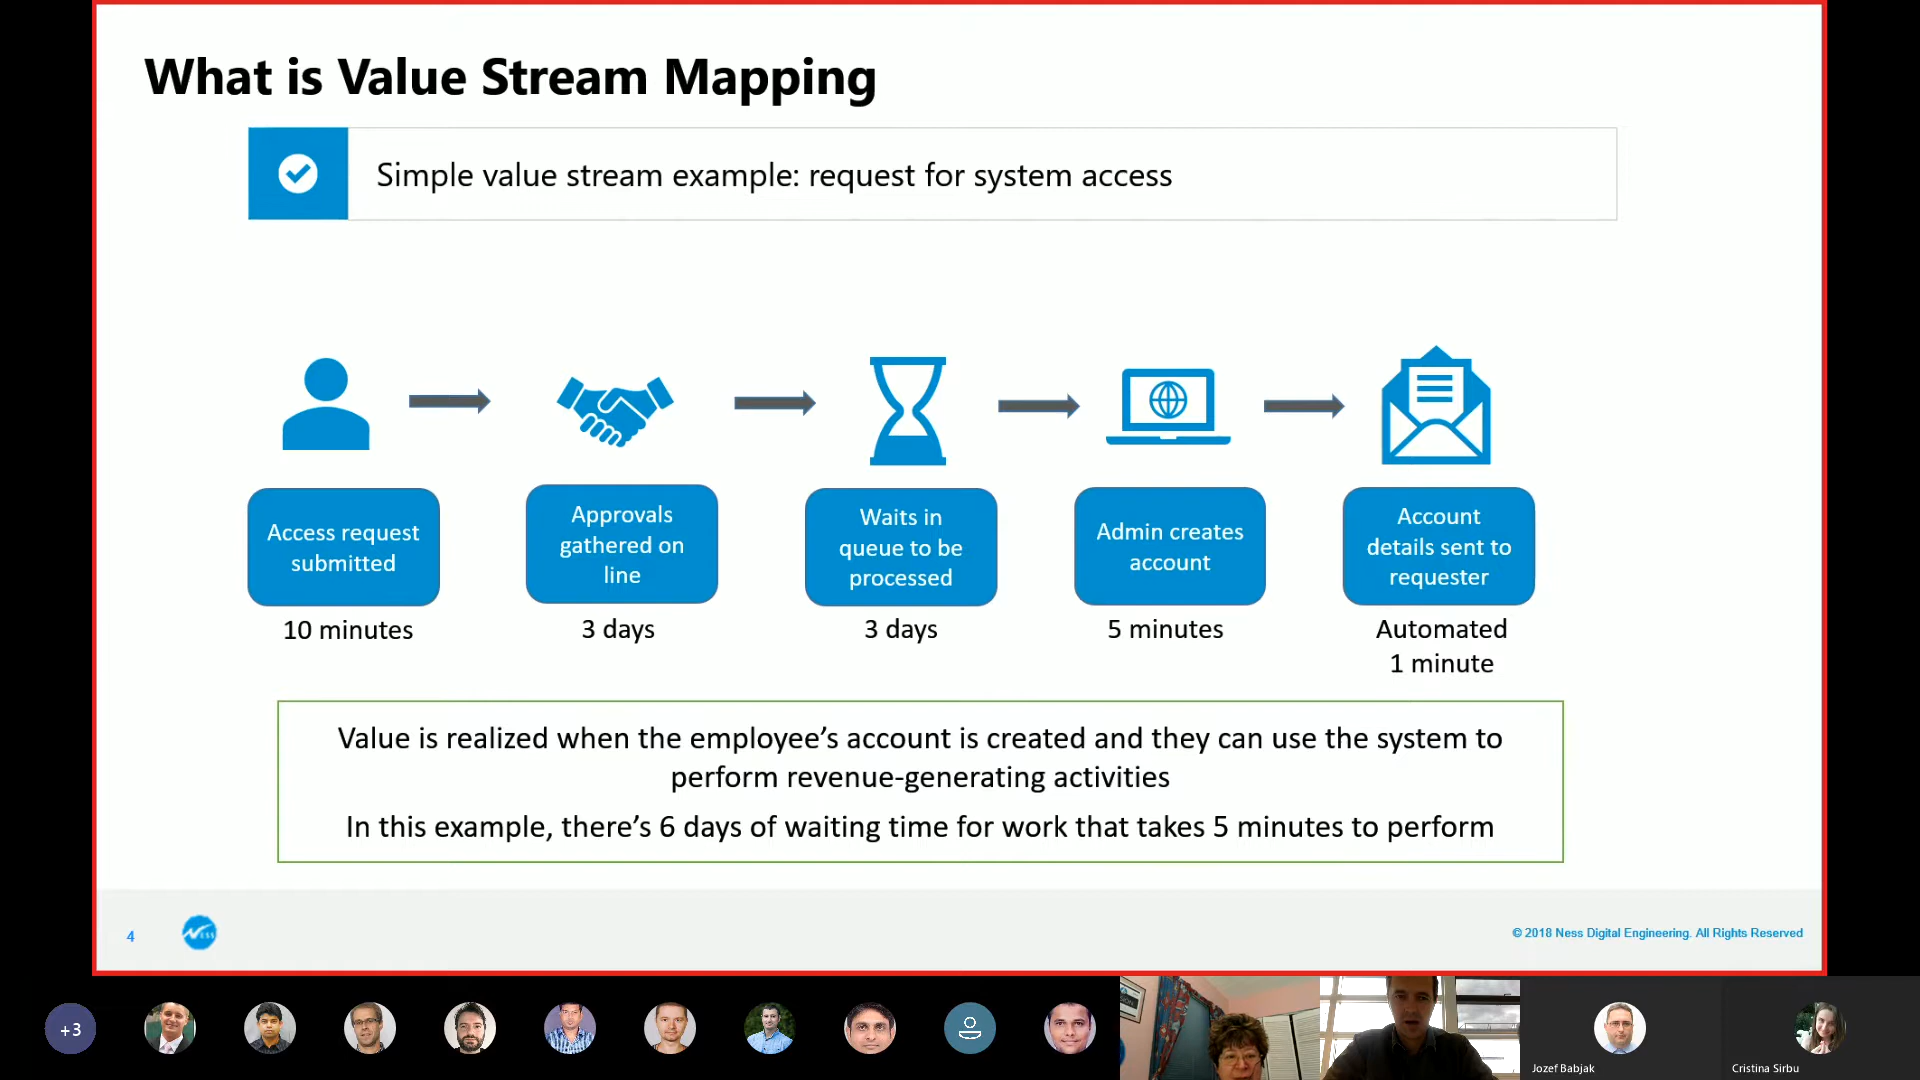 What is Value Stream Mapping
Simple value stream example: request for system access
Access request
submitted
10 minutes
Approvals
gathered on
line
3 days
Waits in
queue to be
processed
3 days
Admin creates
account
5 minutes
Account
details sent to
requester
Automated
1 minute
Value is realized when the employee’s account is created and they can use the system to
perform revenue-generating activities
In this example, there’s 6 days of waiting time for work that takes 5 minutes to perform
4
Ness
© 2018 Ness Digital Engineering. All Rights Reserved
+3
Jozef Babjak
Cristina Sirbu